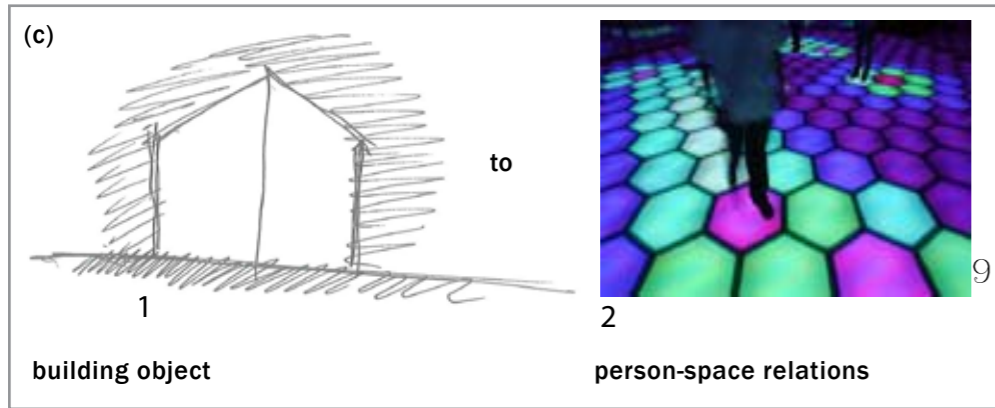 (c)
to
9
1
2
building object
person-space relations